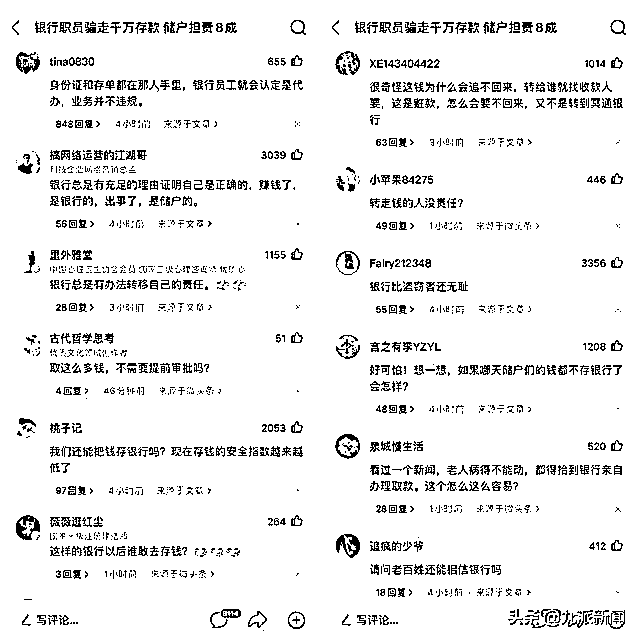 银行职员骗走千万存款 储户担责8成
tina0830
655
身份证和存单都在那人手里，银行员工就会认定是代
办，业务并不违规。
848回复
4小时前
来源于文章
搞网络运营的江湖哥
3039
银行总是有充足的理由证明自己是正确的，赚钱了，
是银行的，出事了，是储户的。
56回复
4小时前
来源于文章
里外雅堂
1155
银行总是有办法转移自己的责任。
28回复
3小时前
来源于文章
古代哲学思考
51
取这么多钱，不需要提前审批吗？
4回复
46分钟前
来源于微头条
桃子记
2053
我们还能把钱存银行吗？现在存钱的安全指数越来越
低了
97回复
4小时前
来源于文章
薇薇逛红尘
264
这样的银行以后谁敢去存钱？
3回复
1小时前
来源于微头条
写评论...
银行职员骗走千万存款 储户担责8成
XE143404422
1014
很奇怪这钱为什么会追不回来，转给谁就找收款人
要，这是赃款，怎么会要不回来，又不是转到冥通银
行
63回复
3小时前
来源于文章
小苹果84275
446
转走钱的人没责任？
49回复
1小时前
来源于微头条
Fairy212348
3356
银行比盗窃者还无耻
55回复
4小时前
来源于文章
言之有李YZYL
1208
好可怕！想一想，如果哪天储户们的钱都不存银行了
会怎样？
48回复
4小时前
来源于文章
泉城慢生活
520
看过一个新闻，老人病得不能动，都得抬到银行亲自
办理取款。这个怎么这么容易？
28回复
1小时前
来源于微头条
追疯的少爷
412
请问老百姓还能相信银行吗
18回复
4小时前
来源于文章
写评论...
头条@九派新闻